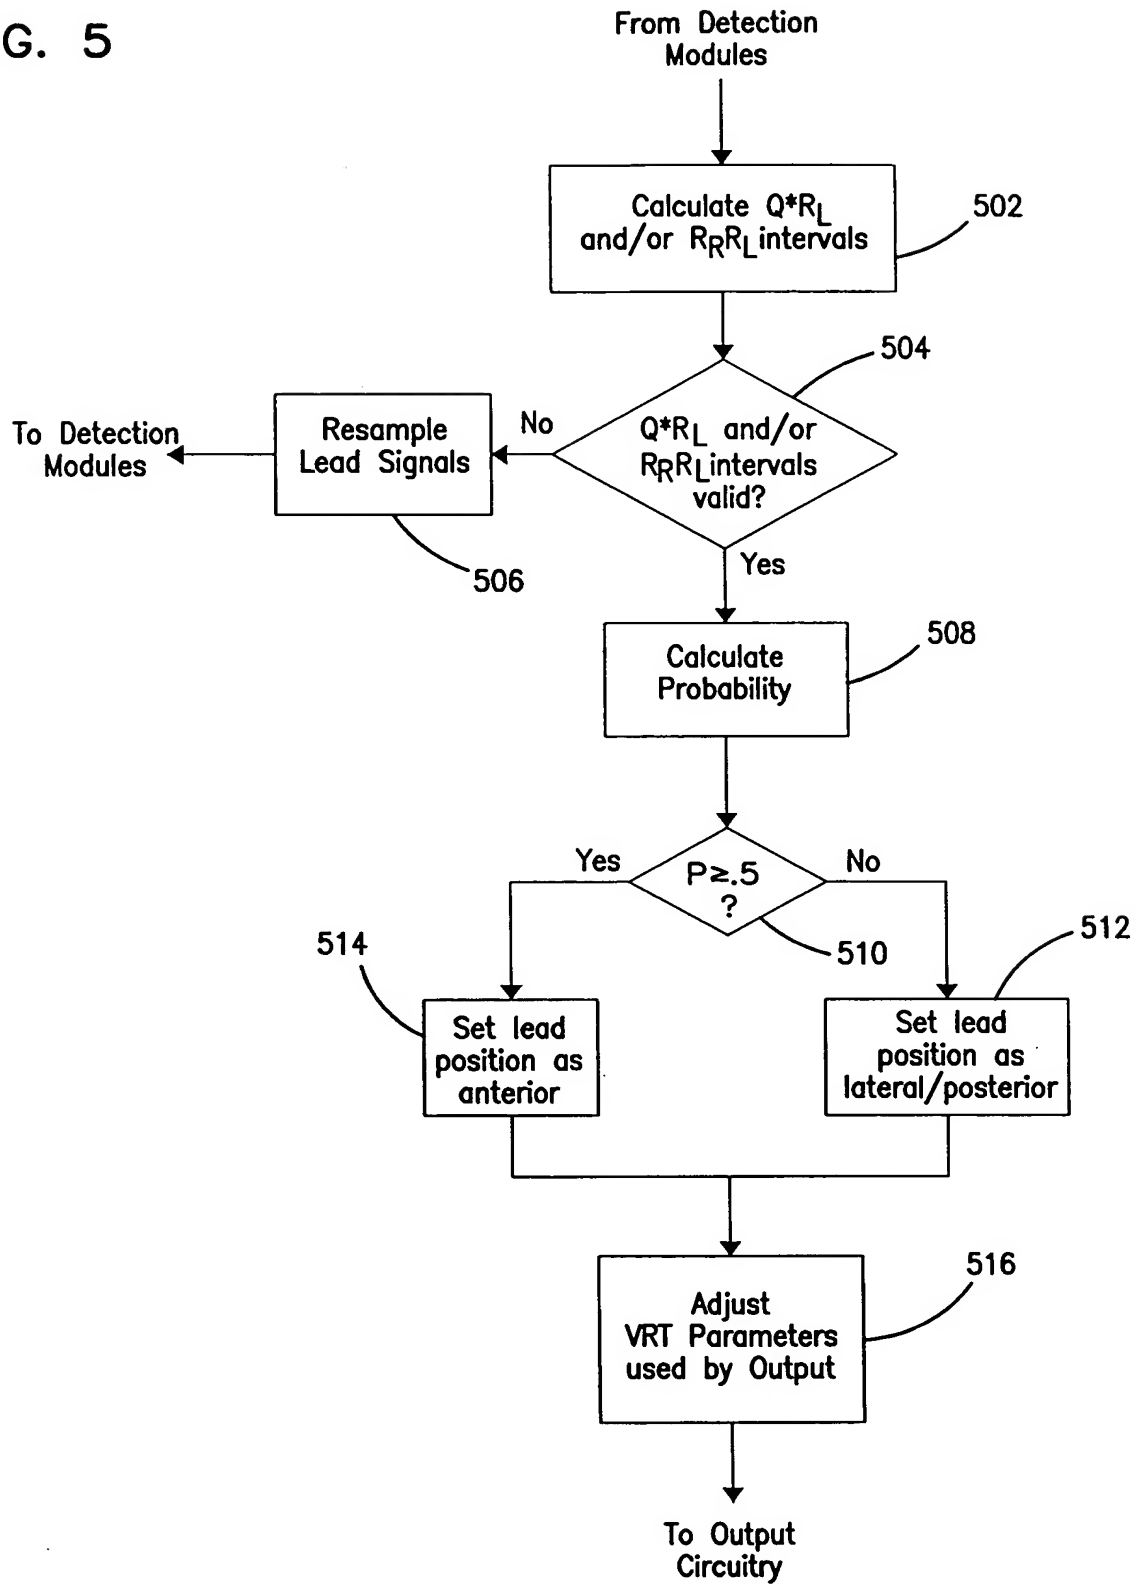 G. 5
From Detection
Modules
Calculate Q*RL
and/or RRRL intervals
502
504
Q*RL and/or
RRRL intervals
valid?
No
Resample
Lead Signals
To Detection
Modules
506
Yes
508
Calculate
Probability
P≥.5
?
Yes
No
510
514
512
Set lead
position as
anterior
Set lead
position as
lateral/posterior
Adjust
VRT Parameters
used by Output
516
To Output
Circuitry